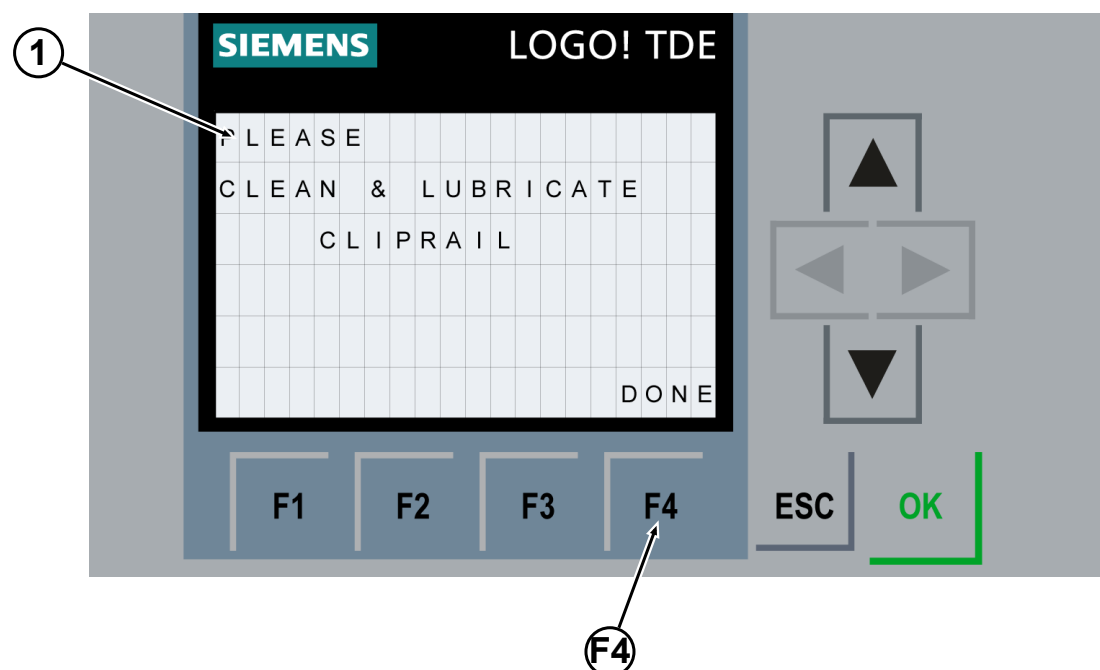 1
SIEMENS LOGO! TDE
PLEASE
CLEAN & LUBRICATE
CLIPRAIL
DONE
F1 F2 F3 F4 ESC OK
F4